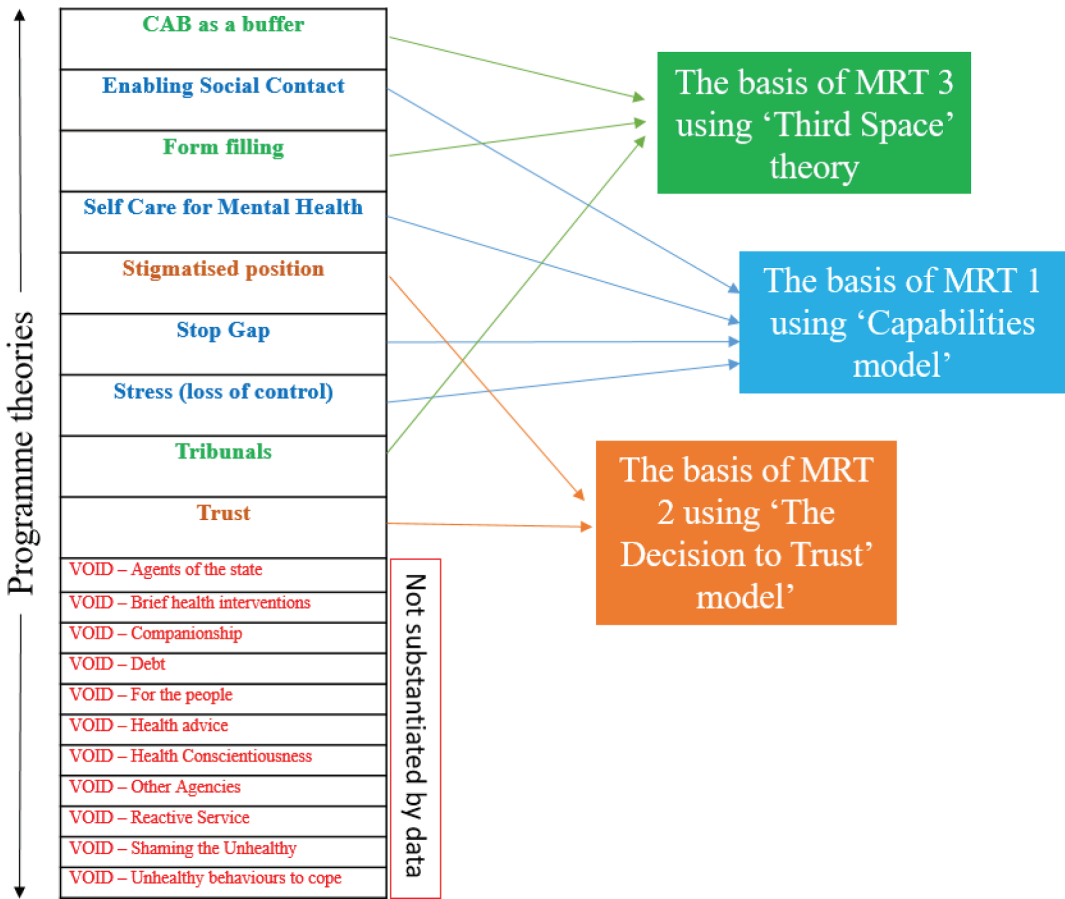 Programme theories
CAB as a buffer
Enabling Social Contact
Form filling
Self Care for Mental Health
Stigmatised position
Stop Gap
Stress (loss of control)
Tribunals
Trust
VOID – Agents of the state
VOID – Brief health interventions
VOID – Companionship
VOID – Debt
VOID – For the people
VOID – Health advice
VOID – Health Conscientiousness
VOID – Other Agencies
VOID – Reactive Service
VOID – Shaming the Unhealthy
VOID – Unhealthy behaviours to cope
Not substantiated by data
The basis of MRT 3
using ‘Third Space’
theory
The basis of MRT 1
using ‘Capabilities
model’
The basis of MRT
2 using ‘The
Decision to Trust’
model’